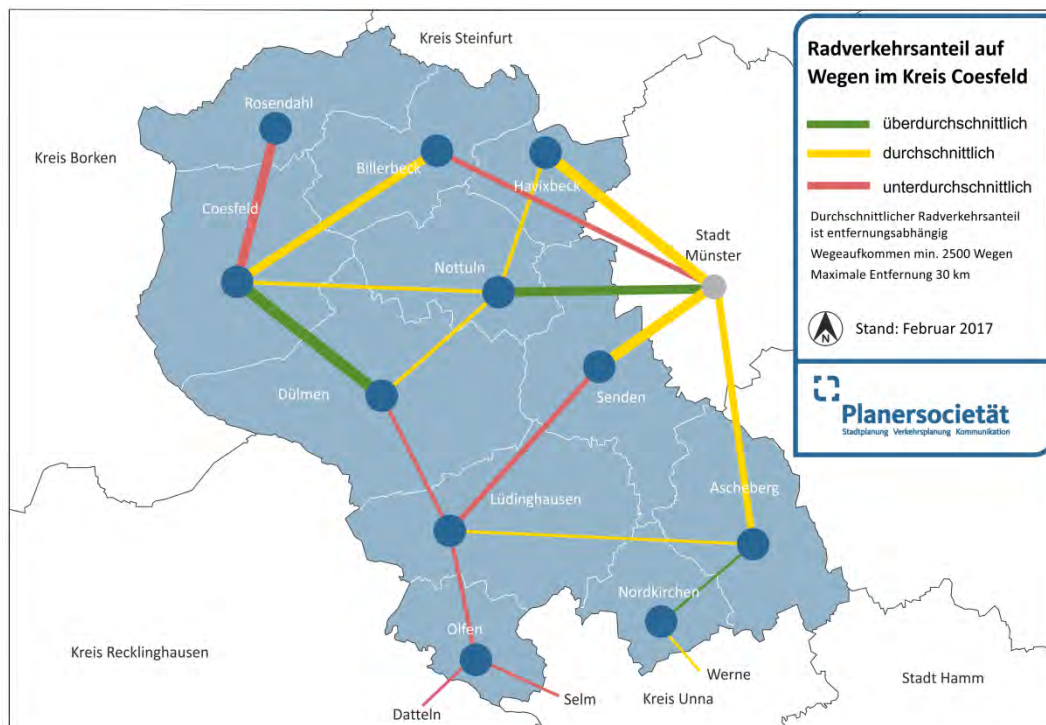 Kreis Steinfurt
Radverkehrsanteil auf
Wegen im Kreis Coesfeld
überdurchschnittlich
durchschnittlich
unterdurchschnittlich
Durchschnittlicher Radverkehrsanteil
ist entfernungsabhängig
Wegeaufkommen min. 2500 Wegen
Maximale Entfernung 30 km
N
Stand: Februar 2017
Planersocietät
Stadtplanung Verkehrsplanung Kommunikation
Rosendahl
Kreis Borken
Billerbeck
Havixbeck
Coesfeld
Stadt
Münster
Nottuln
Dülmen
Senden
Ascheberg
Lüdinghausen
Nordkirchen
Olfen
Kreis Recklinghausen
Werne
Stadt Hamm
Selm
Kreis Unna
Datteln